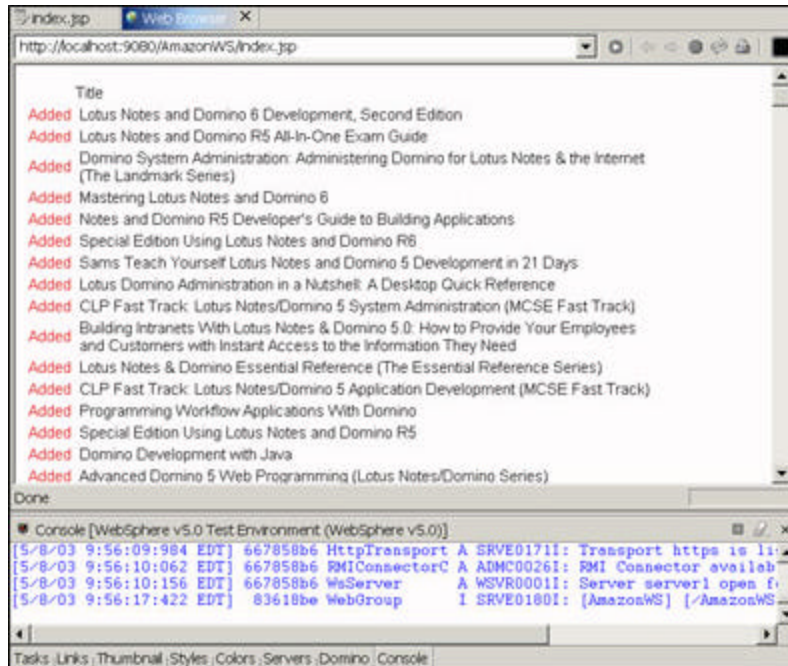 index.jsp
Web Browser
http://localhost:9080/AmazonWS/index.jsp
Title
Added Lotus Notes and Domino 6 Development, Second Edition
Added Lotus Notes and Domino R5 All-In-One Exam Guide
Added Domino System Administration: Administering Domino for Lotus Notes & the Internet
(The Landmark Series)
Added Mastering Lotus Notes and Domino 6
Added Notes and Domino R5 Developer's Guide to Building Applications
Added Special Edition Using Lotus Notes and Domino R6
Added Sams Teach Yourself Lotus Notes and Domino 5 Development in 21 Days
Added Lotus Domino Administration in a Nutshell: A Desktop Quick Reference
Added CLP Fast Track: Lotus Notes/Domino 5 System Administration (MCSE Fast Track)
Added Building Intranets With Lotus Notes & Domino 5.0: How to Provide Your Employees
and Customers with Instant Access to the Information They Need
Added Lotus Notes & Domino Essential Reference (The Essential Reference Series)
Added CLP Fast Track: Lotus Notes/Domino 5 Application Development (MCSE Fast Track)
Added Programming Workflow Applications With Domino
Added Special Edition Using Lotus Notes and Domino R5
Added Domino Development with Java
Added Advanced Domino 5 Web Programming (Lotus Notes/Domino Series)
Done
Console [WebSphere v5.0 Test Environment (WebSphere v5.0)]
[5/8/03 9:56:09:984 EDT] 667858b6 HttpTransport A SRVE0171I: Transport https is li
[5/8/03 9:56:10:062 EDT] 667858b6 RMIConnectorC A ADMC0026I: RMI Connector availab
[5/8/03 9:56:10:156 EDT] 667858b6 WsServer A WSVR0001I: Server server1 open f
[5/8/03 9:56:17:422 EDT] 83618be WebGroup I SRVE0180I: [AmazonWS] [/AmazonWS
Tasks Links Thumbnail Styles Colors Servers Domino Console